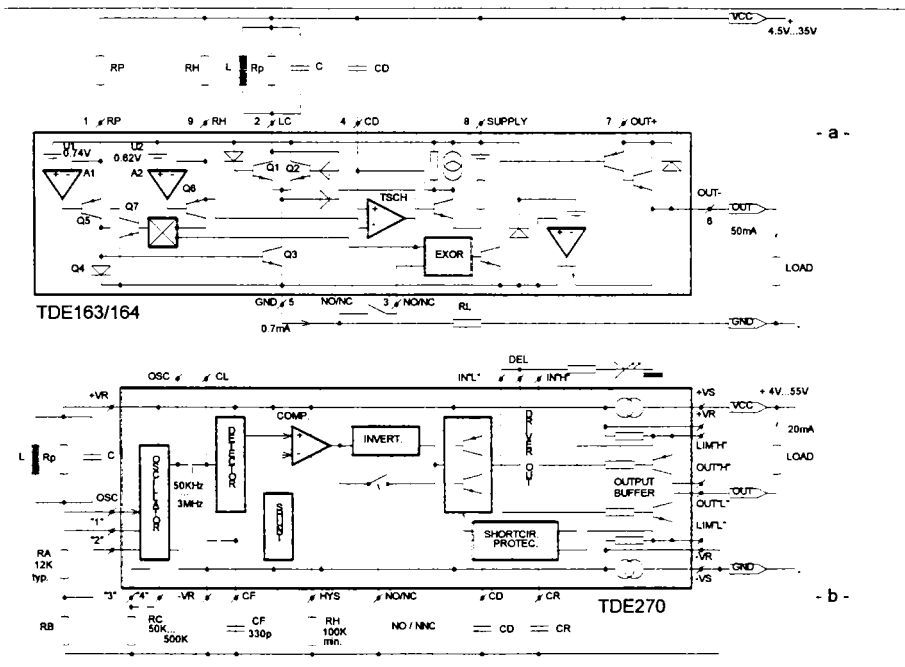 VCC +
4.5V...35V
RP RH L Rp C CD
1 RP 9 RH 2 LC 4 CD 8 SUPPLY 7 OUT+
- a -
U1 U2
0.74V 0.62V
A1 A2 Q6 Q1 Q2
Q5 Q7 TSCH
OUT-
6 OUT
50mA
Q4 Q3 EXOR
LOAD
GND 5 NO/NC 3 NO/NC
TDE163/164
0.7mA RL GND -
DEL
OSC CL IN"L" IN"H"
+VR +VS + 4V...55V
VCC
+VR 20mA
COMP.
DETECTOR INVERT. DRIVER OUT
LIM"H"
L Rp C OUT"H" LOAD
OSCILLATOR
50KHz
3MHz
OUTPUT
BUFFER
OSC OUT
"1" OUT"L"
"2" SHORTCIR.
PROTEC.
LIM"L"
RA
12K
typ.
-VR
GND -
-VS
"3" "4" -VR CF HYS NO/NC CD CR
TDE270
- b -
RB RC
50K...
500K
CF
330p
RH
100K
min.
NO / NNC CD CR